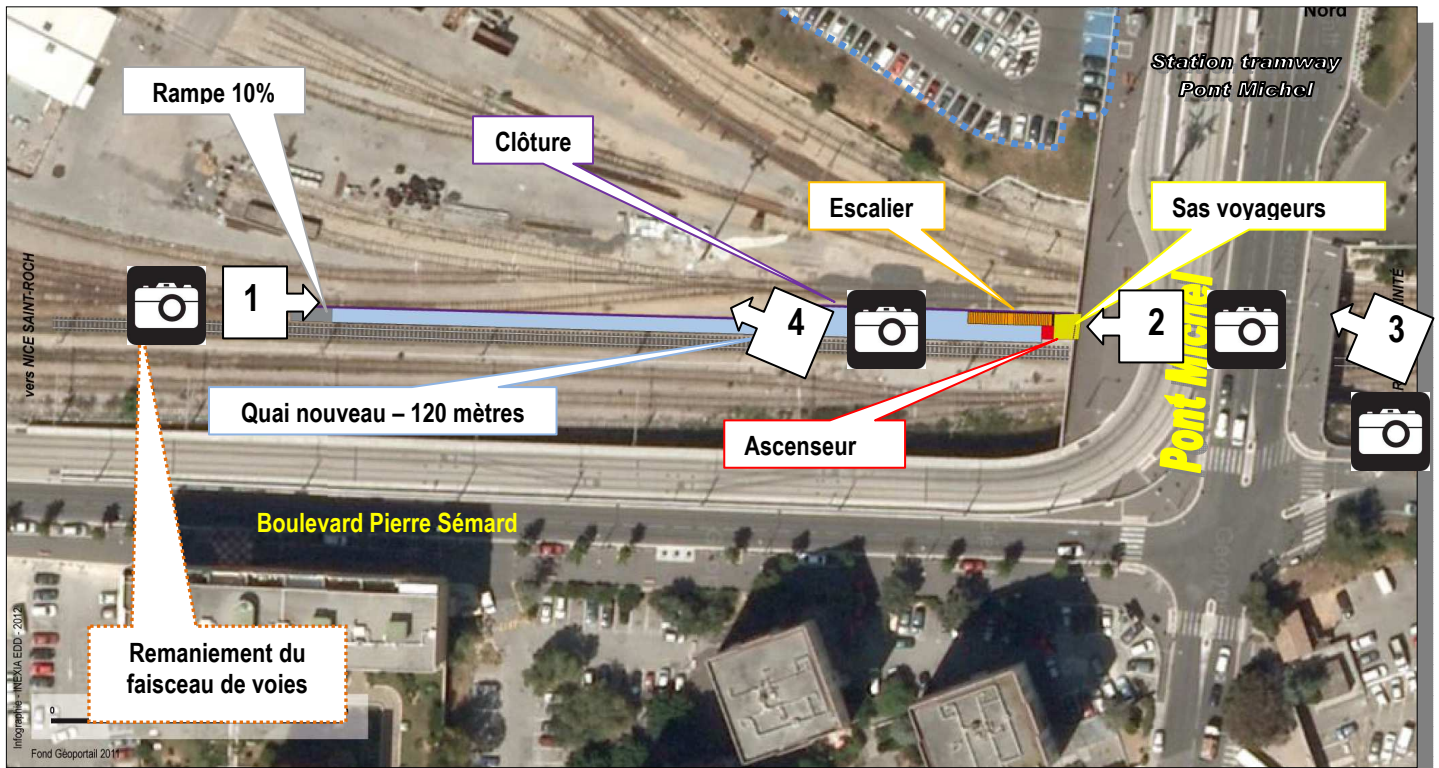 Nord
Station tramway
Pont Michel
Rampe 10%
Clôture
Escalier
Sas voyageurs
vers NICE SAINT-ROCH
1
4
2
3
INITÉ
Quai nouveau – 120 mètres
Ascenseur
Pont Michel
Boulevard Pierre Sémard
Remaniement du
faisceau de voies
0
Infographie - INEXIA EDD - 2012
Fond Géoportail 2011